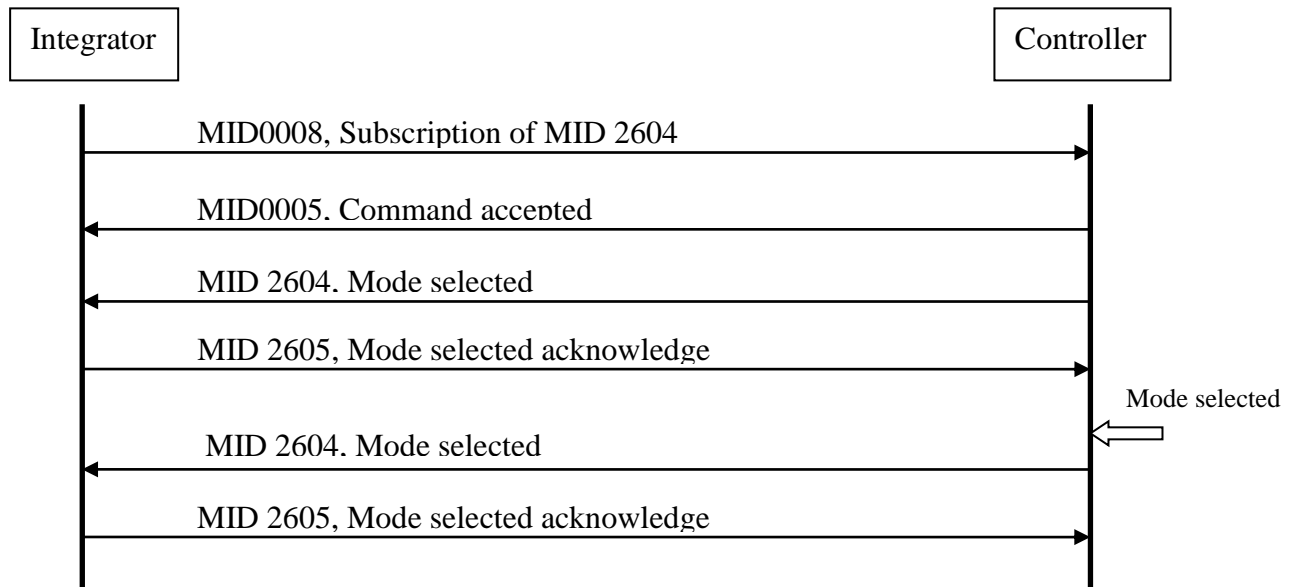 Integrator
Controller
MID0008, Subscription of MID 2604
MID0005, Command accepted
MID 2604, Mode selected
MID 2605, Mode selected acknowledge
Mode selected
MID 2604, Mode selected
MID 2605, Mode selected acknowledge